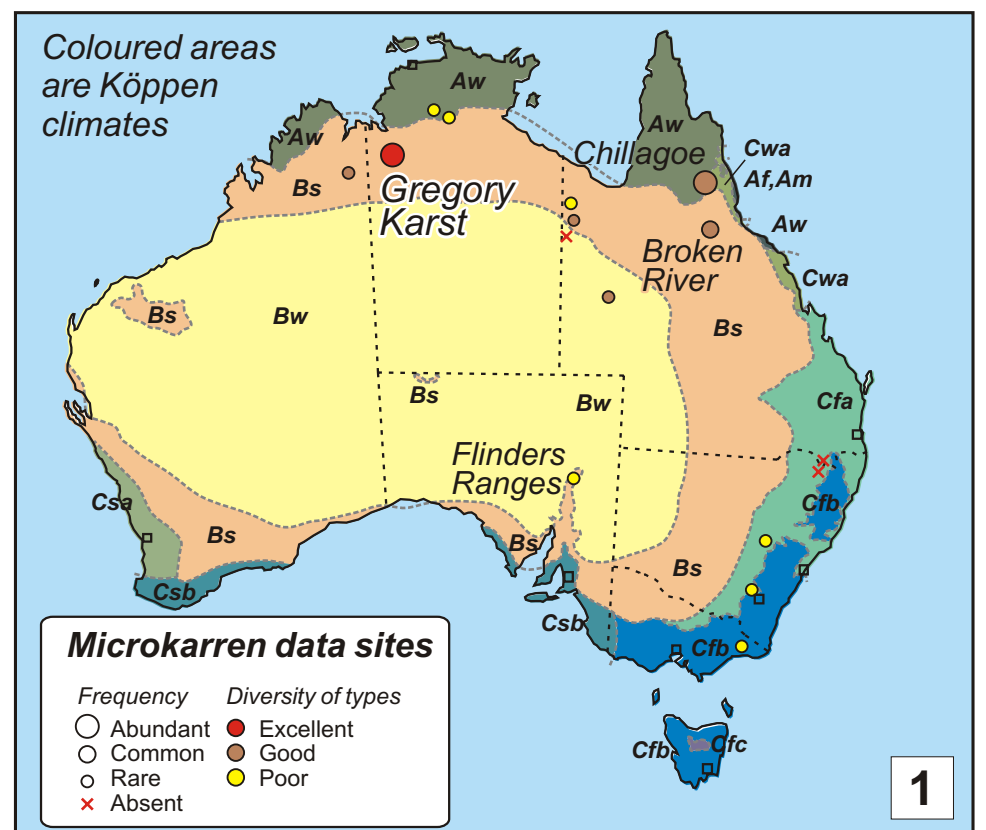 Coloured areas
are Köppen
climates
Aw
Aw
Aw
Chillagoe
Cwa
Af,Am
Bs
Gregory
Karst
Aw
Broken
River
Cwa
Bs
Bw
Bs
Bs
Bw
Cfa
Flinders
Ranges
Csa
Cfb
Bs
Bs
Bs
Csb
Csb
Cfb
Cfb
Cfc
Microkarren data sites
Frequency
Diversity of types
Abundant
Excellent
Common
Good
Rare
Poor
Absent
1